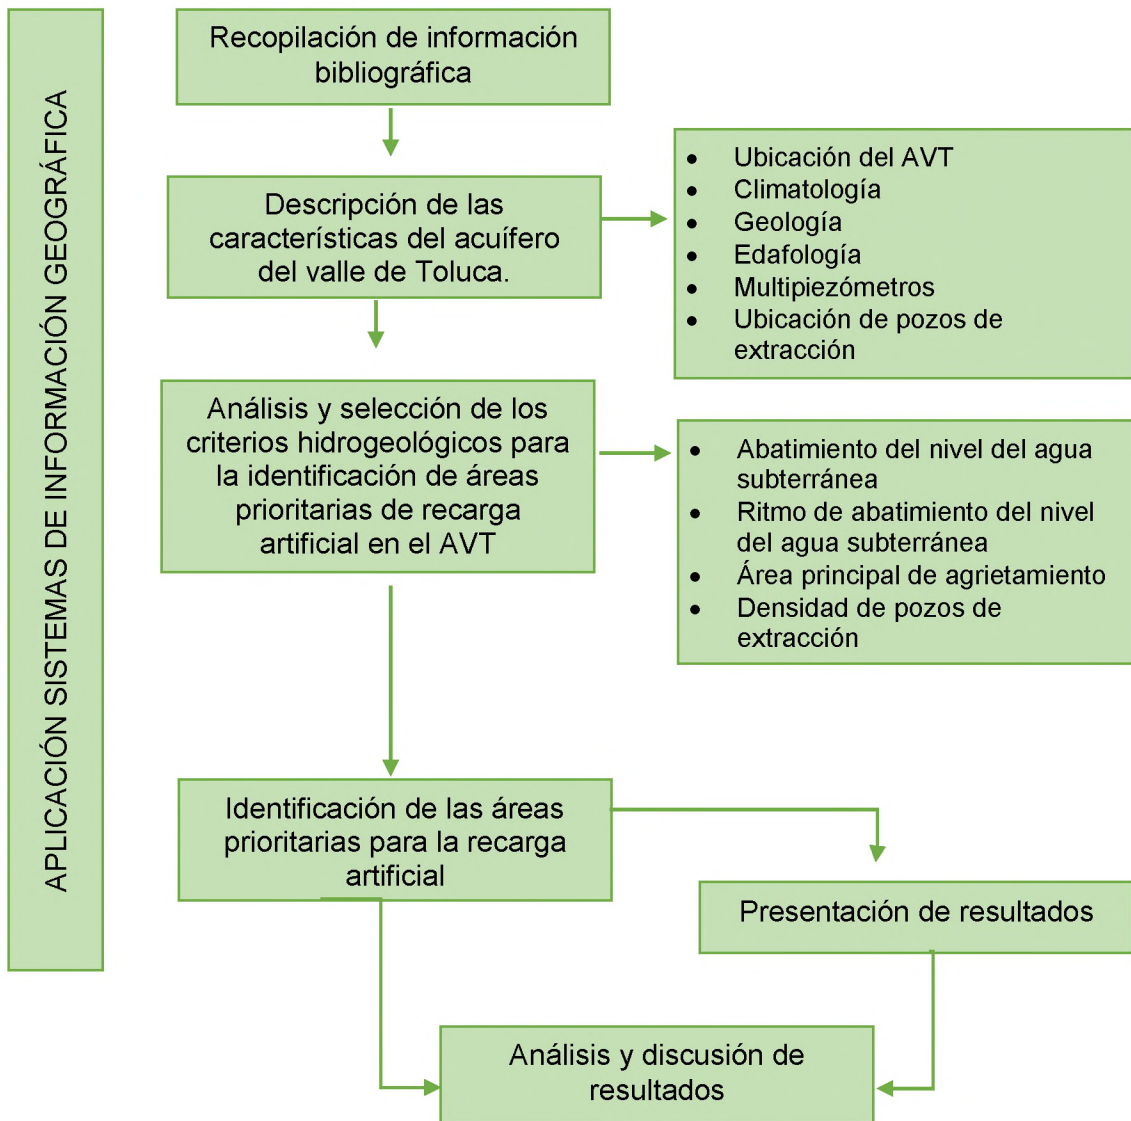 APLICACIÓN SISTEMAS DE INFORMACIÓN GEOGRÁFICA
Recopilación de información
bibliográfica
Descripción de las
características del acuífero
del valle de Toluca.
• Ubicación del AVT
• Climatología
• Geología
• Edafología
• Multipiezómetros
• Ubicación de pozos de
extracción
Análisis y selección de los
criterios hidrogeológicos para
la identificación de áreas
prioritarias de recarga
artificial en el AVT
• Abatimiento del nivel del agua
subterránea
• Ritmo de abatimiento del nivel
del agua subterránea
• Área principal de agrietamiento
• Densidad de pozos de
extracción
Identificación de las áreas
prioritarias para la recarga
artificial
Presentación de resultados
Análisis y discusión de
resultados